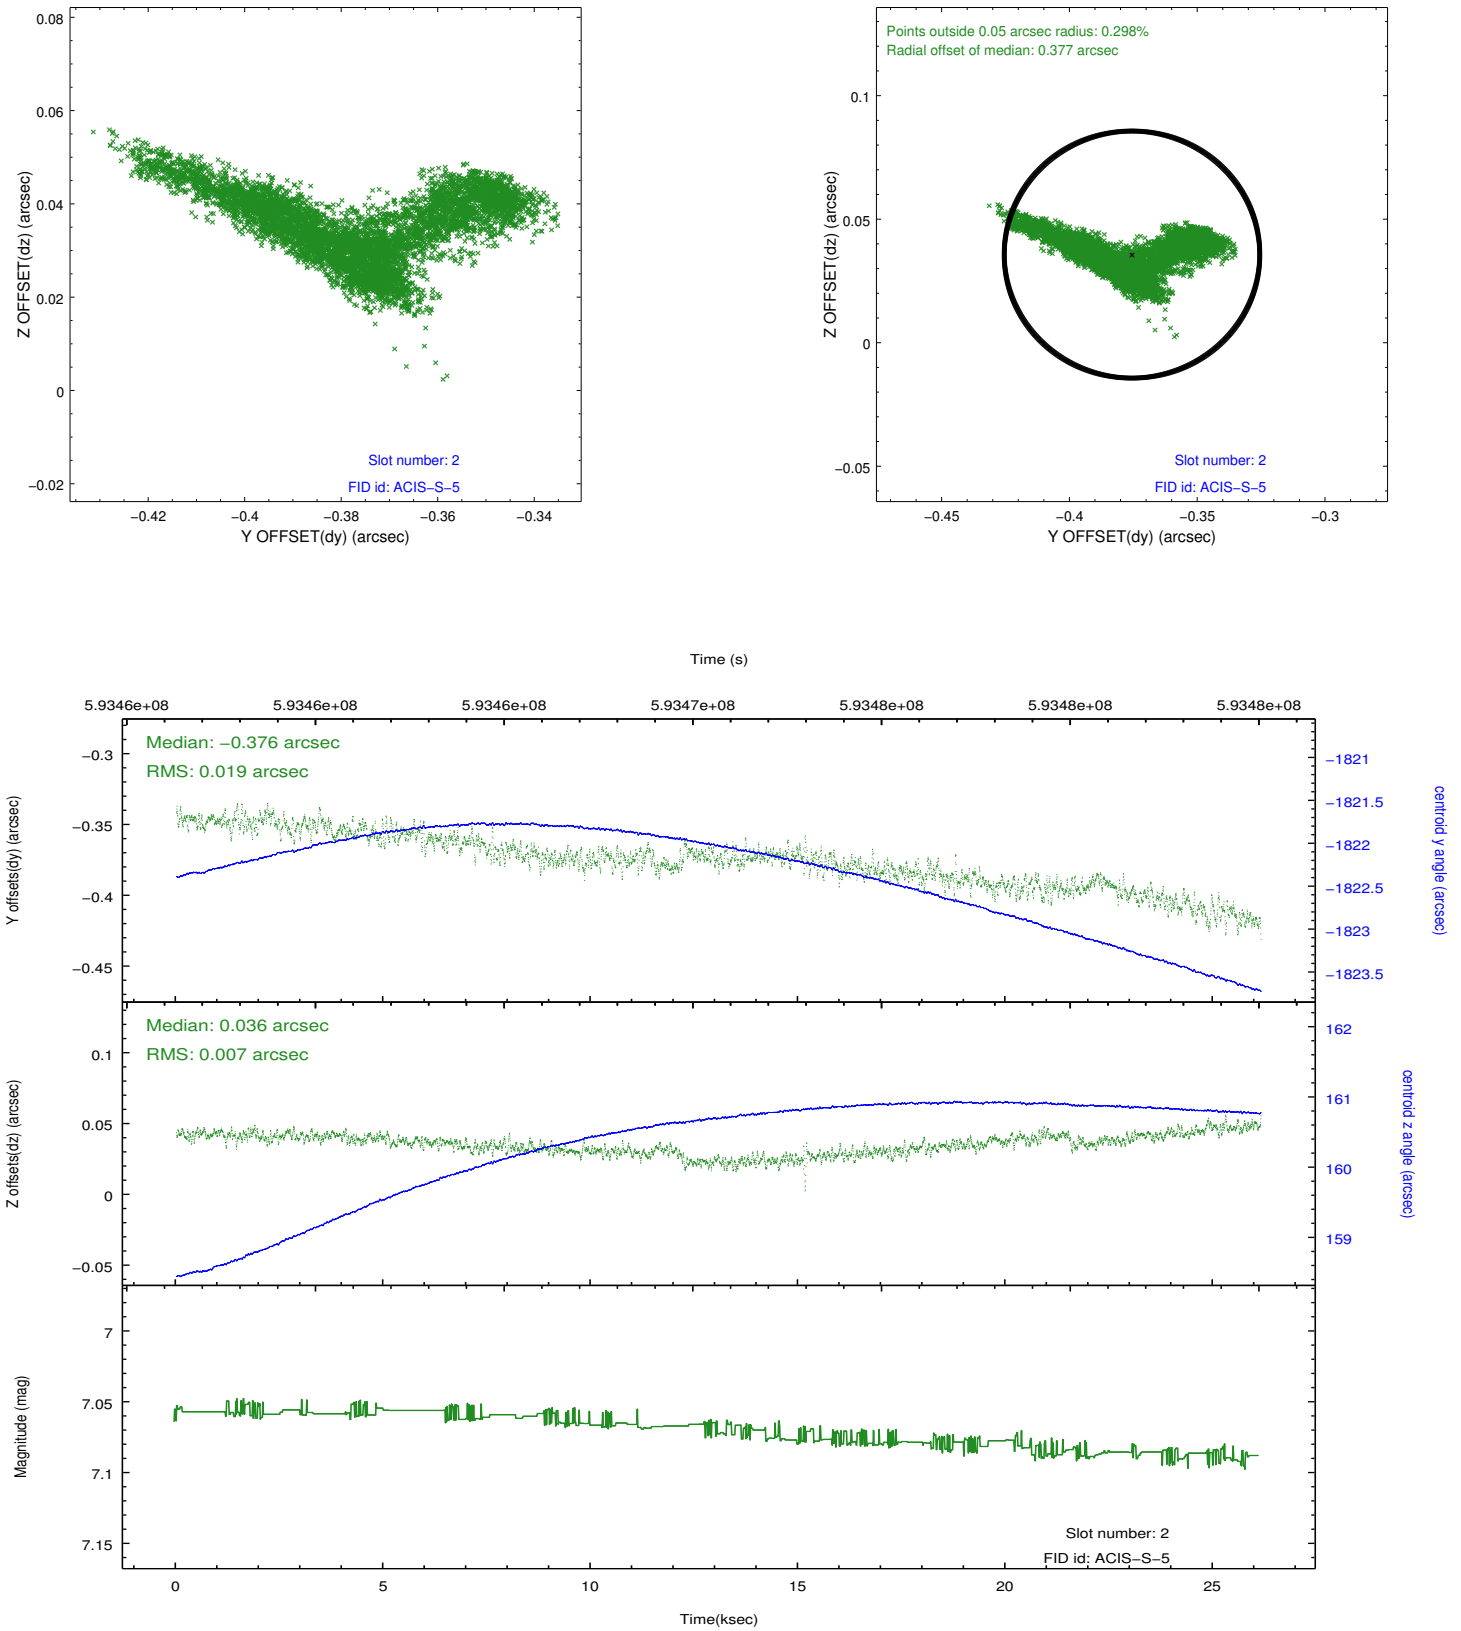 0.08
0.06
0.04
0.02
0
−0.02
Z OFFSET(dz) (arcsec)
Slot number: 2
FID id: ACIS−S−5
−0.42 −0.4 −0.38 −0.36 −0.34
Y OFFSET(dy) (arcsec)
Points outside 0.05 arcsec radius: 0.298%
Radial offset of median: 0.377 arcsec
0.1
0.05
0
−0.05
Z OFFSET(dz) (arcsec)
Slot number: 2
FID id: ACIS−S−5
−0.45 −0.4 −0.35 −0.3
Y OFFSET(dy) (arcsec)
Time (s)
5.9346e+08 5.9346e+08 5.9346e+08 5.9347e+08 5.9348e+08 5.9348e+08 5.9348e+08
Median: −0.376 arcsec
RMS: 0.019 arcsec
−0.3
−0.35
−0.4
−0.45
Y offsets(dy) (arcsec)
−1821
−1821.5
−1822
−1822.5
−1823
−1823.5
centroid y angle (arcsec)
Median: 0.036 arcsec
RMS: 0.007 arcsec
0.1
0.05
0
−0.05
Z offsets(dz) (arcsec)
162
161
160
159
centroid z angle (arcsec)
7
7.05
7.1
7.15
Magnitude (mag)
Slot number: 2
FID id: ACIS−S−5
0 5 10 15 20 25
Time(ksec)